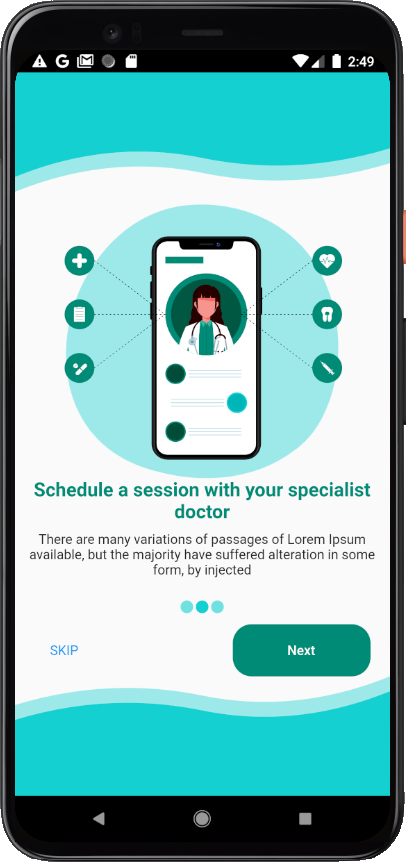 2:49
Schedule a session with your specialist
doctor
There are many variations of passages of Lorem Ipsum
available, but the majority have suffered alteration in some
form, by injected
SKIP
Next